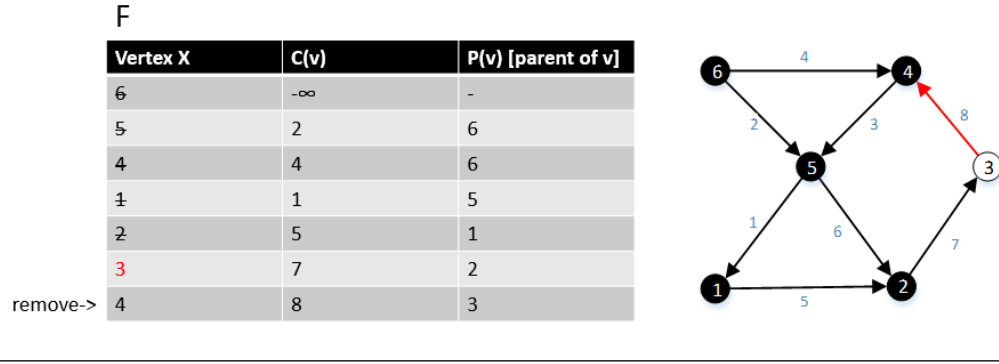 F
Vertex X C(v) P(v) [parent of v]
6 -∞ -
5 2 6
4 4 6
1 1 5
2 5 1
3 7 2
remove-> 4 8 3
4
6 4
8
2 3
5 3
1
6
7
1 2
5